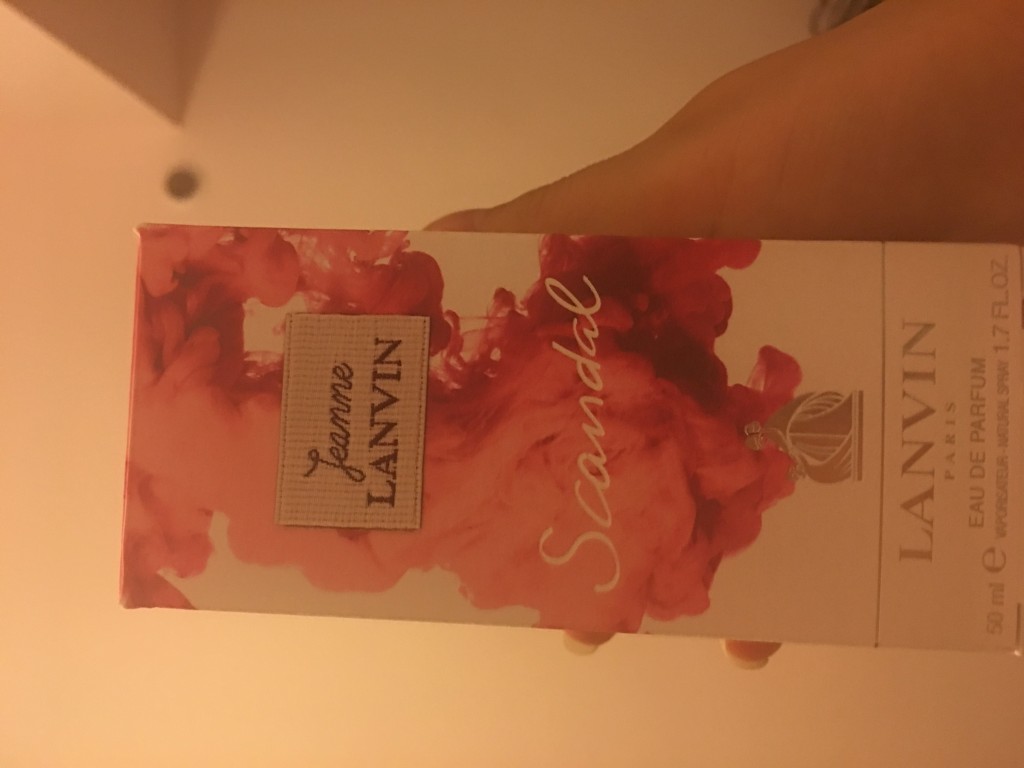 Jeanne
LANVIN
Scandal
LANVIN
PARIS
EAU DE PARFUM
50 ml e VAPORISATEUR-NATURAL SPRAY 1.7 FL.OZ.